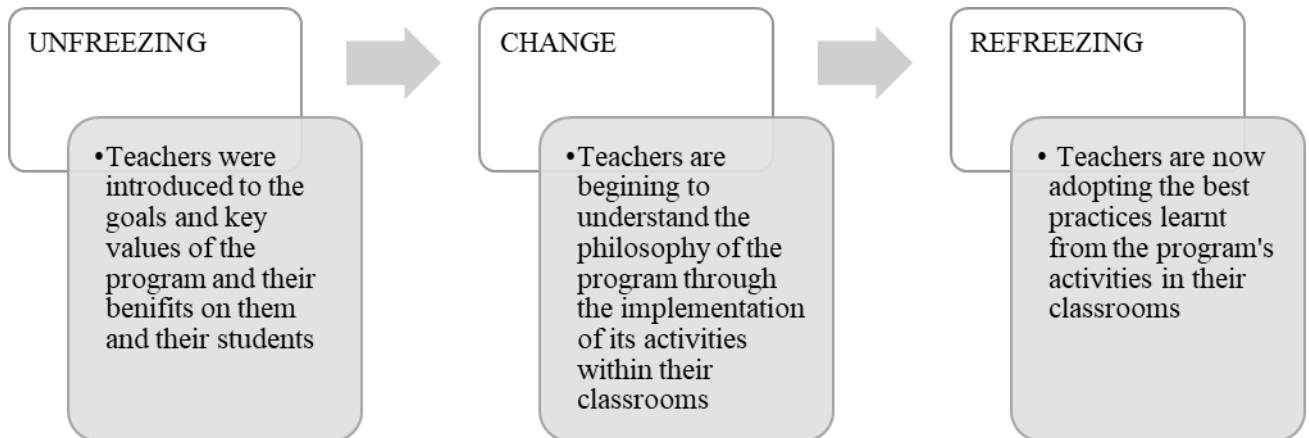 UNFREEZING
•Teachers were
introduced to the
goals and key
values of the
program and their
benifits on them
and their students
CHANGE
•Teachers are
begining to
understand the
philosophy of the
program through
the implementation
of its activities
within their
classrooms
REFREEZING
• Teachers are now
adopting the best
practices learnt
from the program's
activities in their
classrooms